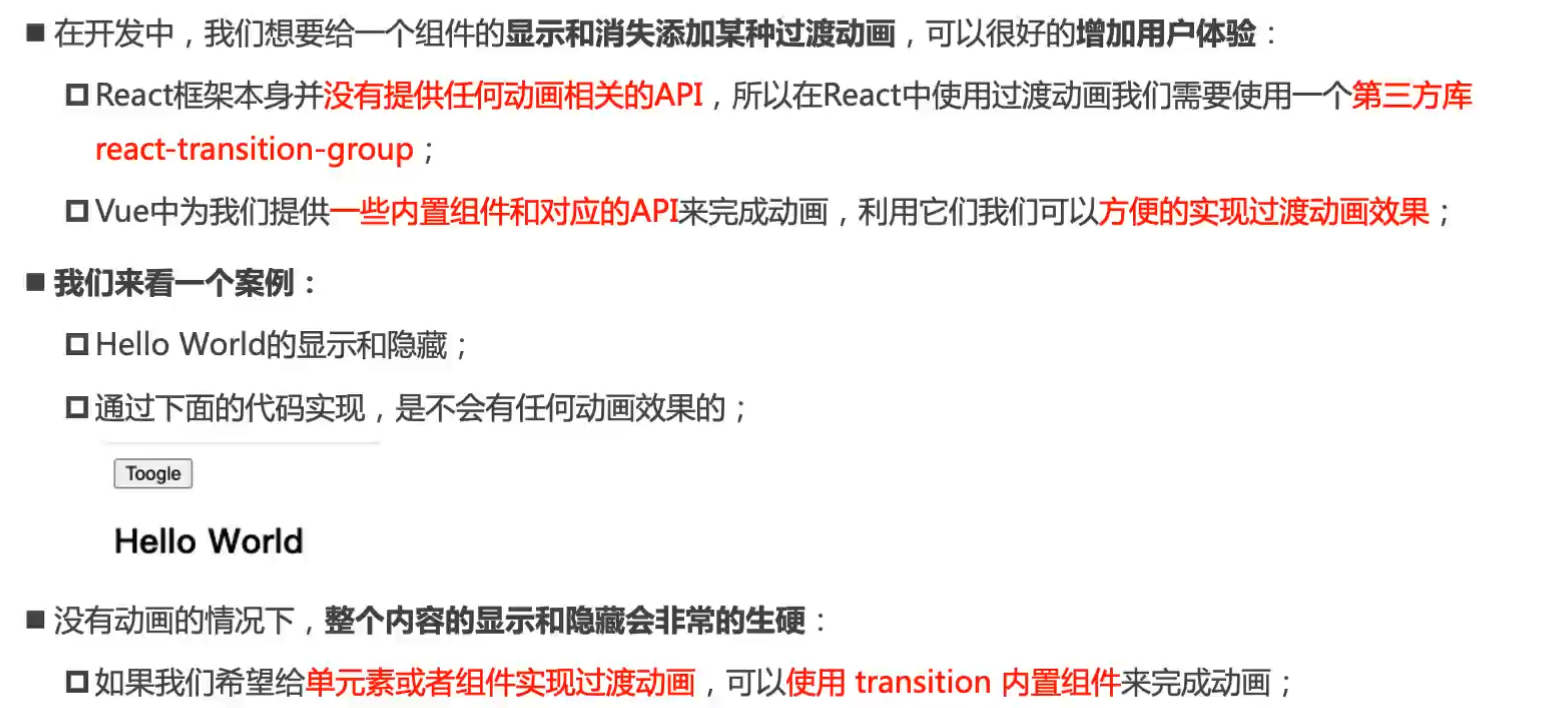 在开发中，我们想要给一个组件的显示和消失添加某种过渡动画，可以很好的增加用户体验：
React框架本身并没有提供任何动画相关的API，所以在React中使用过渡动画我们需要使用一个第三方库
react-transition-group；
Vue中为我们提供一些内置组件和对应的API来完成动画，利用它们我们可以方便的实现过渡动画效果；
我们来看一个案例：
Hello World的显示和隐藏；
通过下面的代码实现，是不会有任何动画效果的；
Toogle
Hello World
没有动画的情况下，整个内容的显示和隐藏会非常的生硬：
如果我们希望给单元素或者组件实现过渡动画，可以使用 transition 内置组件来完成动画；